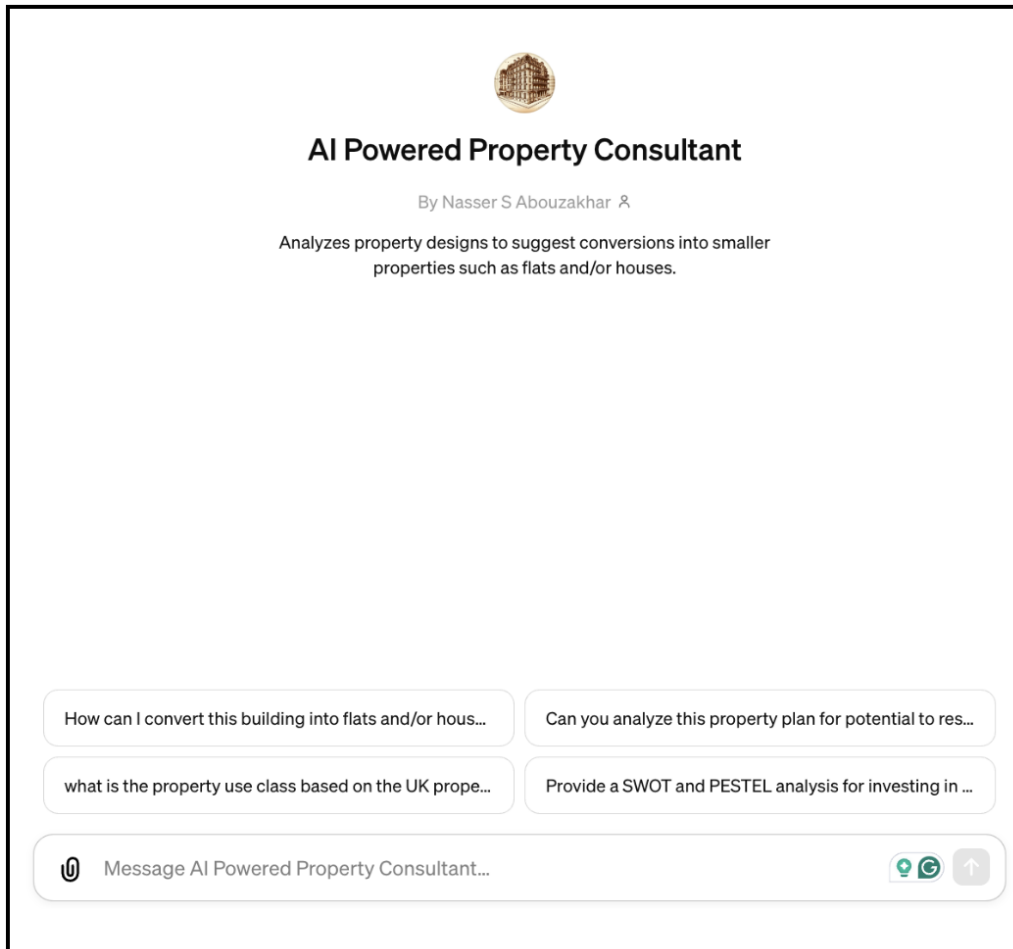 AI Powered Property Consultant
By Nasser S Abouzakhar
Analyzes property designs to suggest conversions into smaller
properties such as flats and/or houses.
How can I convert this building into flats and/or hous...
Can you analyze this property plan for potential to res...
what is the property use class based on the UK prope...
Provide a SWOT and PESTEL analysis for investing in ...
Message AI Powered Property Consultant...